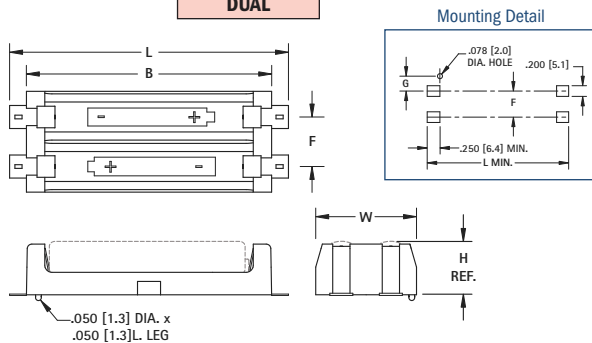 DUAL
Mounting Detail
L
B
.078 [2.0]
DIA. HOLE
.200 [5.1]
G
F
.250 [6.4] MIN.
L MIN.
- +
F
+ -
W
H
REF.
.050 [1.3] DIA. x
.050 [1.3]L. LEG